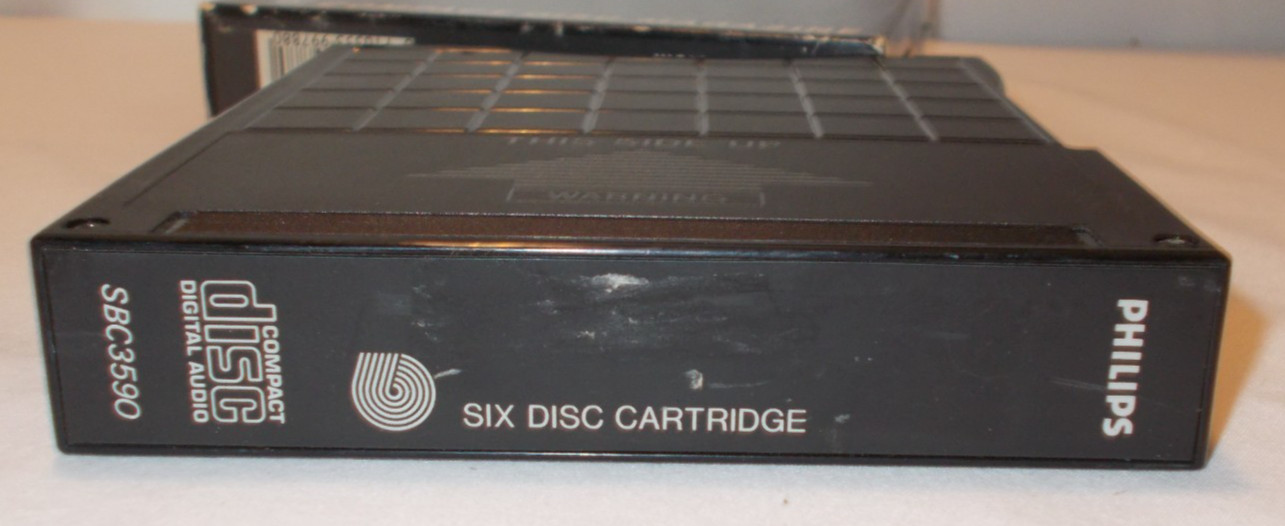 THIS SIDE UP
WARNING
SBC3590
COMPACT
disc
DIGITAL AUDIO
SIX DISC CARTRIDGE
PHILIPS